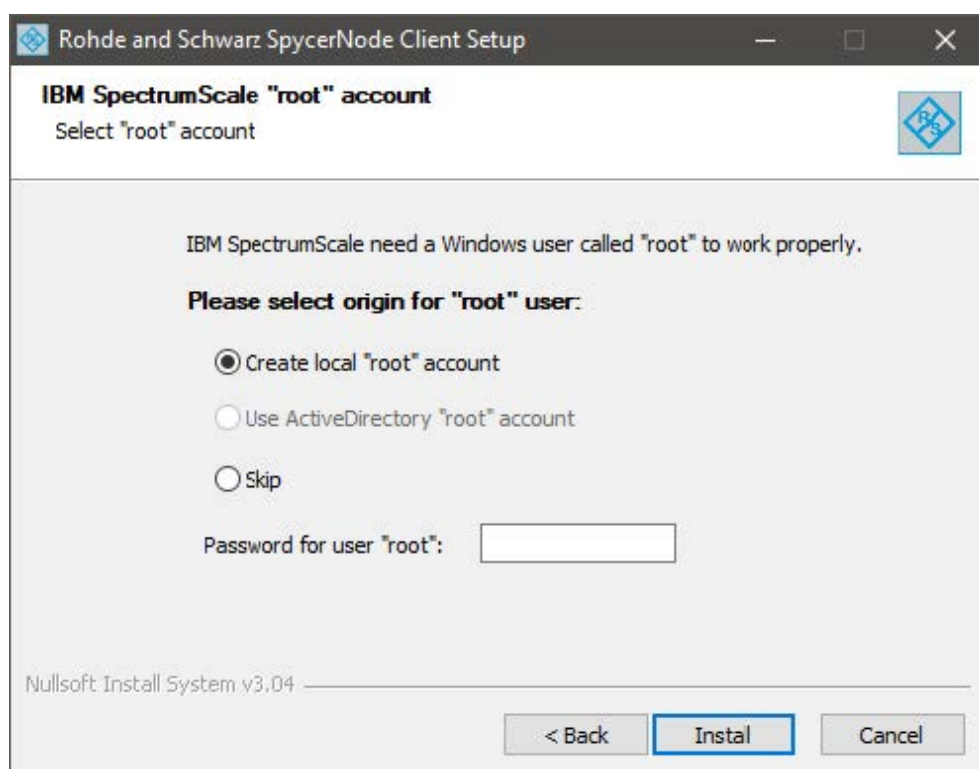 Rohde and Schwarz SpycerNode Client Setup
IBM SpectrumScale "root" account
Select "root" account
R/S
IBM SpectrumScale need a Windows user called "root" to work properly.
Please select origin for "root" user:
Create local "root" account
Use ActiveDirectory "root" account
Skip
Password for user "root":
Nullsoft Install System v3.04
< Back
Install
Cancel